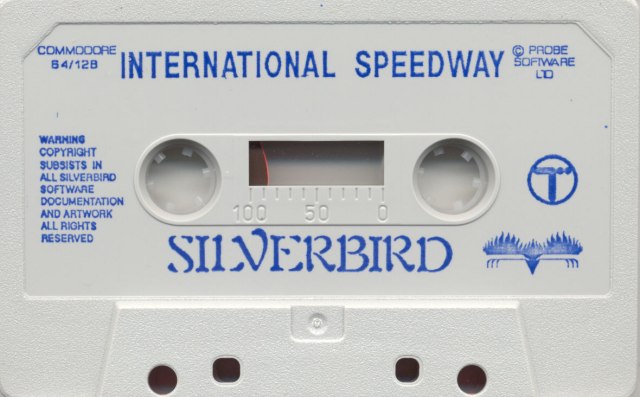 COMMODORE
64/128
INTERNATIONAL SPEEDWAY
© PROBE
SOFTWARE
LTD
WARNING
COPYRIGHT
SUBSISTS IN
ALL SILVERBIRD
SOFTWARE
DOCUMENTATION
AND ARTWORK
ALL RIGHTS
RESERVED
100 50 0
SILVERBIRD